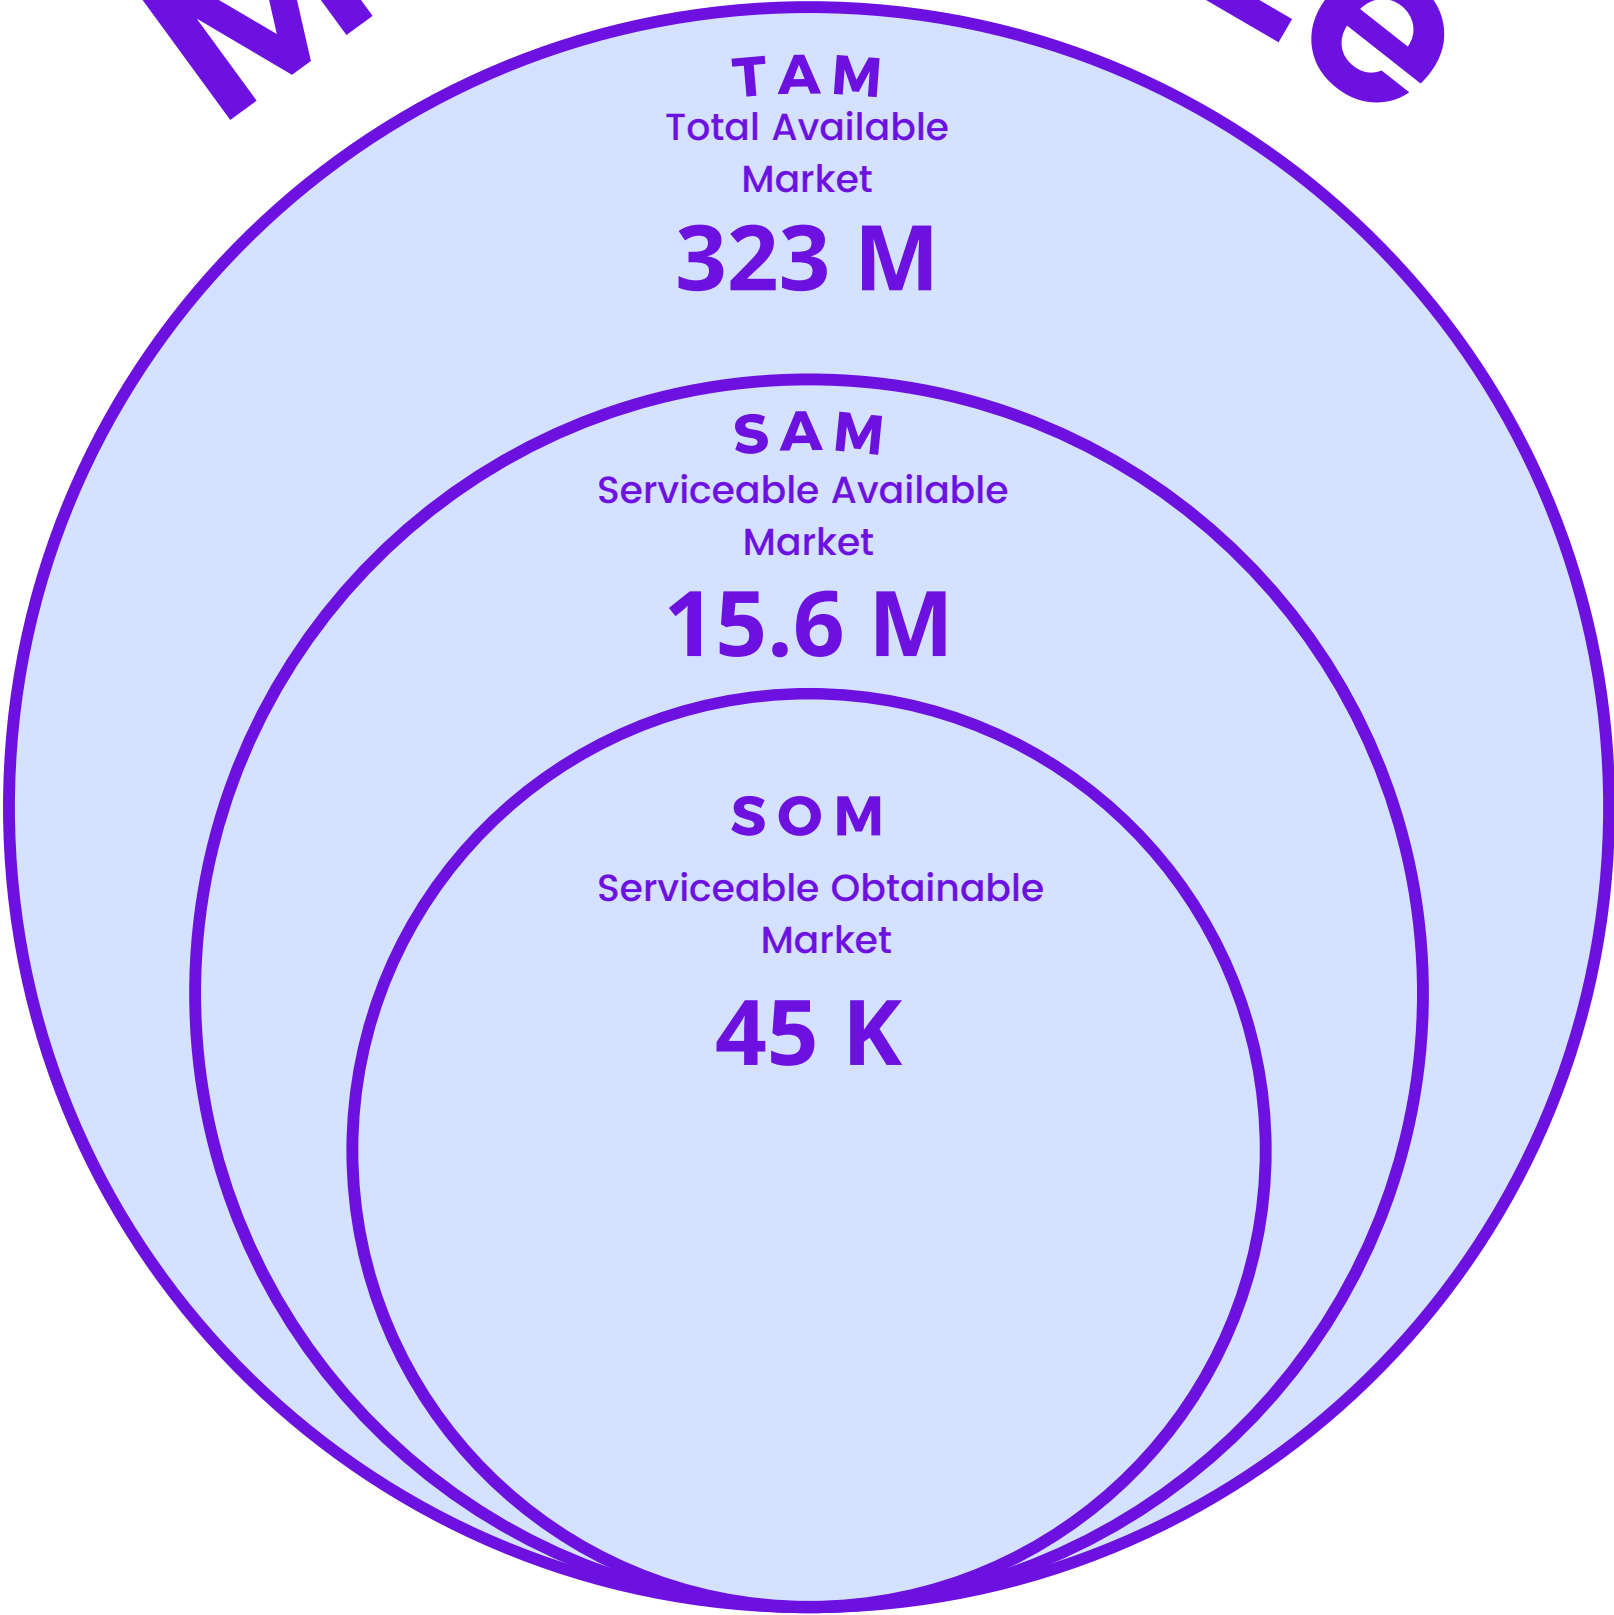 TAM
Total Available
Market
323 M
SAM
Serviceable Available
Market
15.6 M
SOM
Serviceable Obtainable
Market
45 K